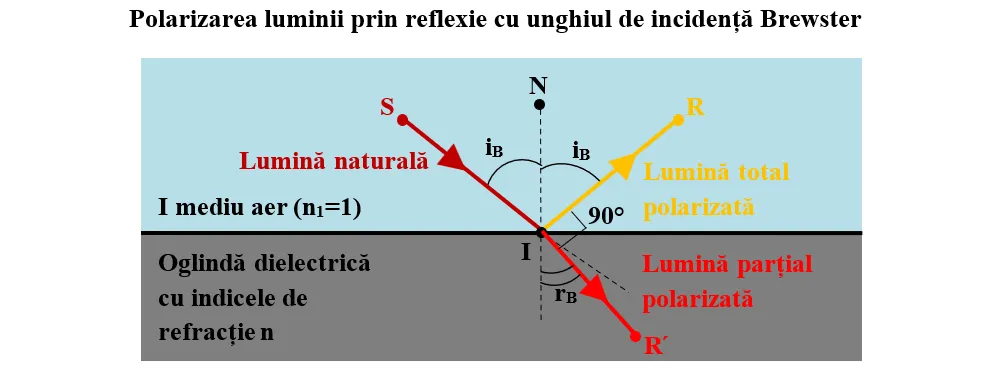 Polarizarea luminii prin reflexie cu unghiul de incidență Brewster
N
S
R
iB
iB
Lumină naturală
Lumină total
polarizată
I mediu aer (n1=1)
90°
I
Oglindă dielectrică
cu indicele de
refracție n
Lumină parțial
polarizată
rB
R´